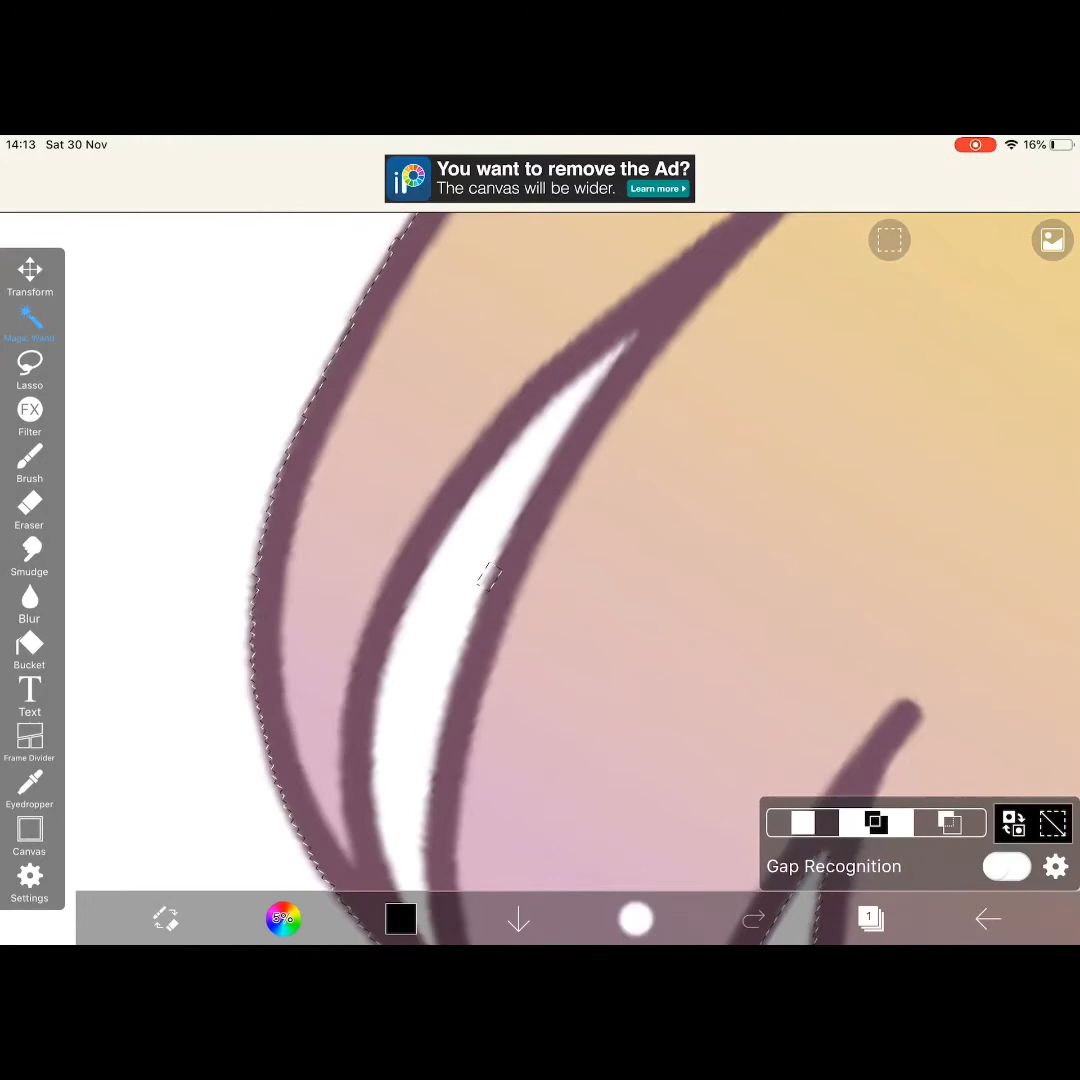 14:13 Sat 30 Nov
16%
iP
You want to remove the Ad?
The canvas will be wider.
Learn more
Transform
Magic Wand
Lasso
FX
Filter
Brush
Eraser
Smudge
Blur
Bucket
T
Text
Frame Divider
Eyedropper
Canvas
Settings
Gap Recognition
5%
1